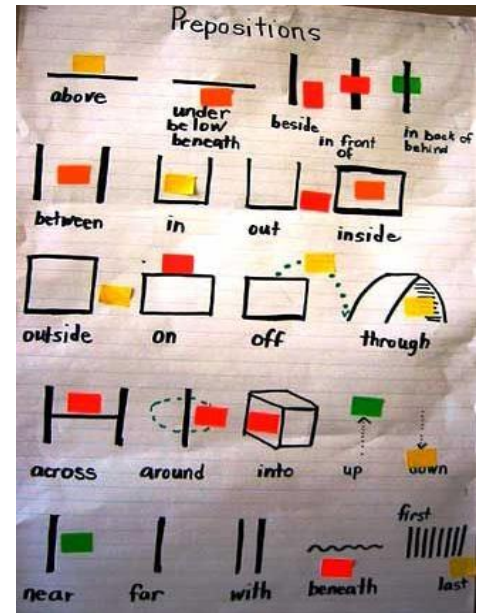 Prepositions
above
under
below
beneath
beside
in front
of
in back of
behind
between
in
out
inside
outside
on
off
through
across
around
into
up
down
near
far
with
beneath
first
last